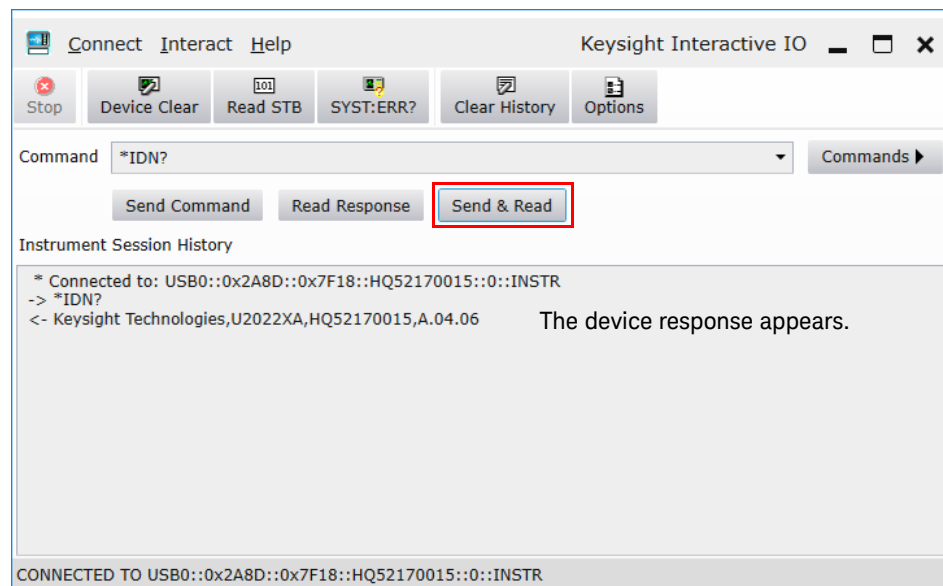 Connect Interact Help Keysight Interactive IO
Stop Device Clear 101 Read STB SYST:ERR? Clear History Options
Command *IDN? Commands
Send Command Read Response Send & Read
Instrument Session History
* Connected to: USB0::0x2A8D::0x7F18::HQ52170015::0::INSTR
-> *IDN?
<- Keysight Technologies,U2022XA,HQ52170015,A.04.06 The device response appears.
CONNECTED TO USB0::0x2A8D::0x7F18::HQ52170015::0::INSTR